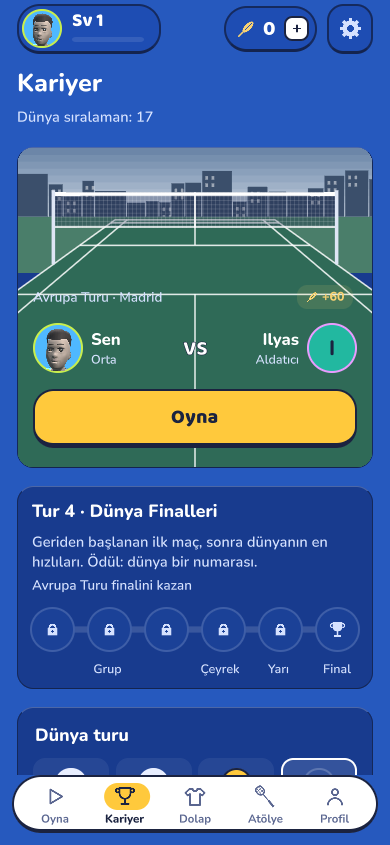 Sv 1
0
+
Kariyer
Dünya sıralaman: 17
Avrupa Turu · Madrid
+60
Sen
Orta
VS
Ilyas
Aldatıcı
I
Oyna
Tur 4 · Dünya Finalleri
Geriden başlanan ilk maç, sonra dünyanın en
hızlıları. Ödül: dünya bir numarası.
Avrupa Turu finalini kazan
Grup
Çeyrek
Yarı
Final
Dünya turu
Oyna
Kariyer
Dolap
Atölye
Profil